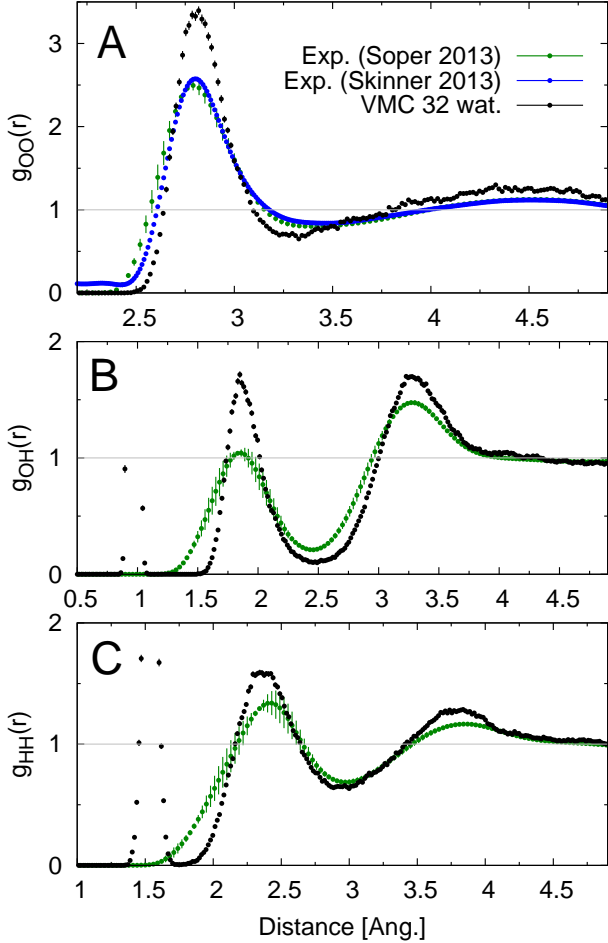 A
Exp. (Soper 2013)
Exp. (Skinner 2013)
VMC 32 wat.
g_OO(r)
3
2
1
0
2.5 3 3.5 4 4.5
B
g_OH(r)
2
1
0
0.5 1 1.5 2 2.5 3 3.5 4 4.5
C
g_HH(r)
2
1
0
1 1.5 2 2.5 3 3.5 4 4.5
Distance [Ang.]